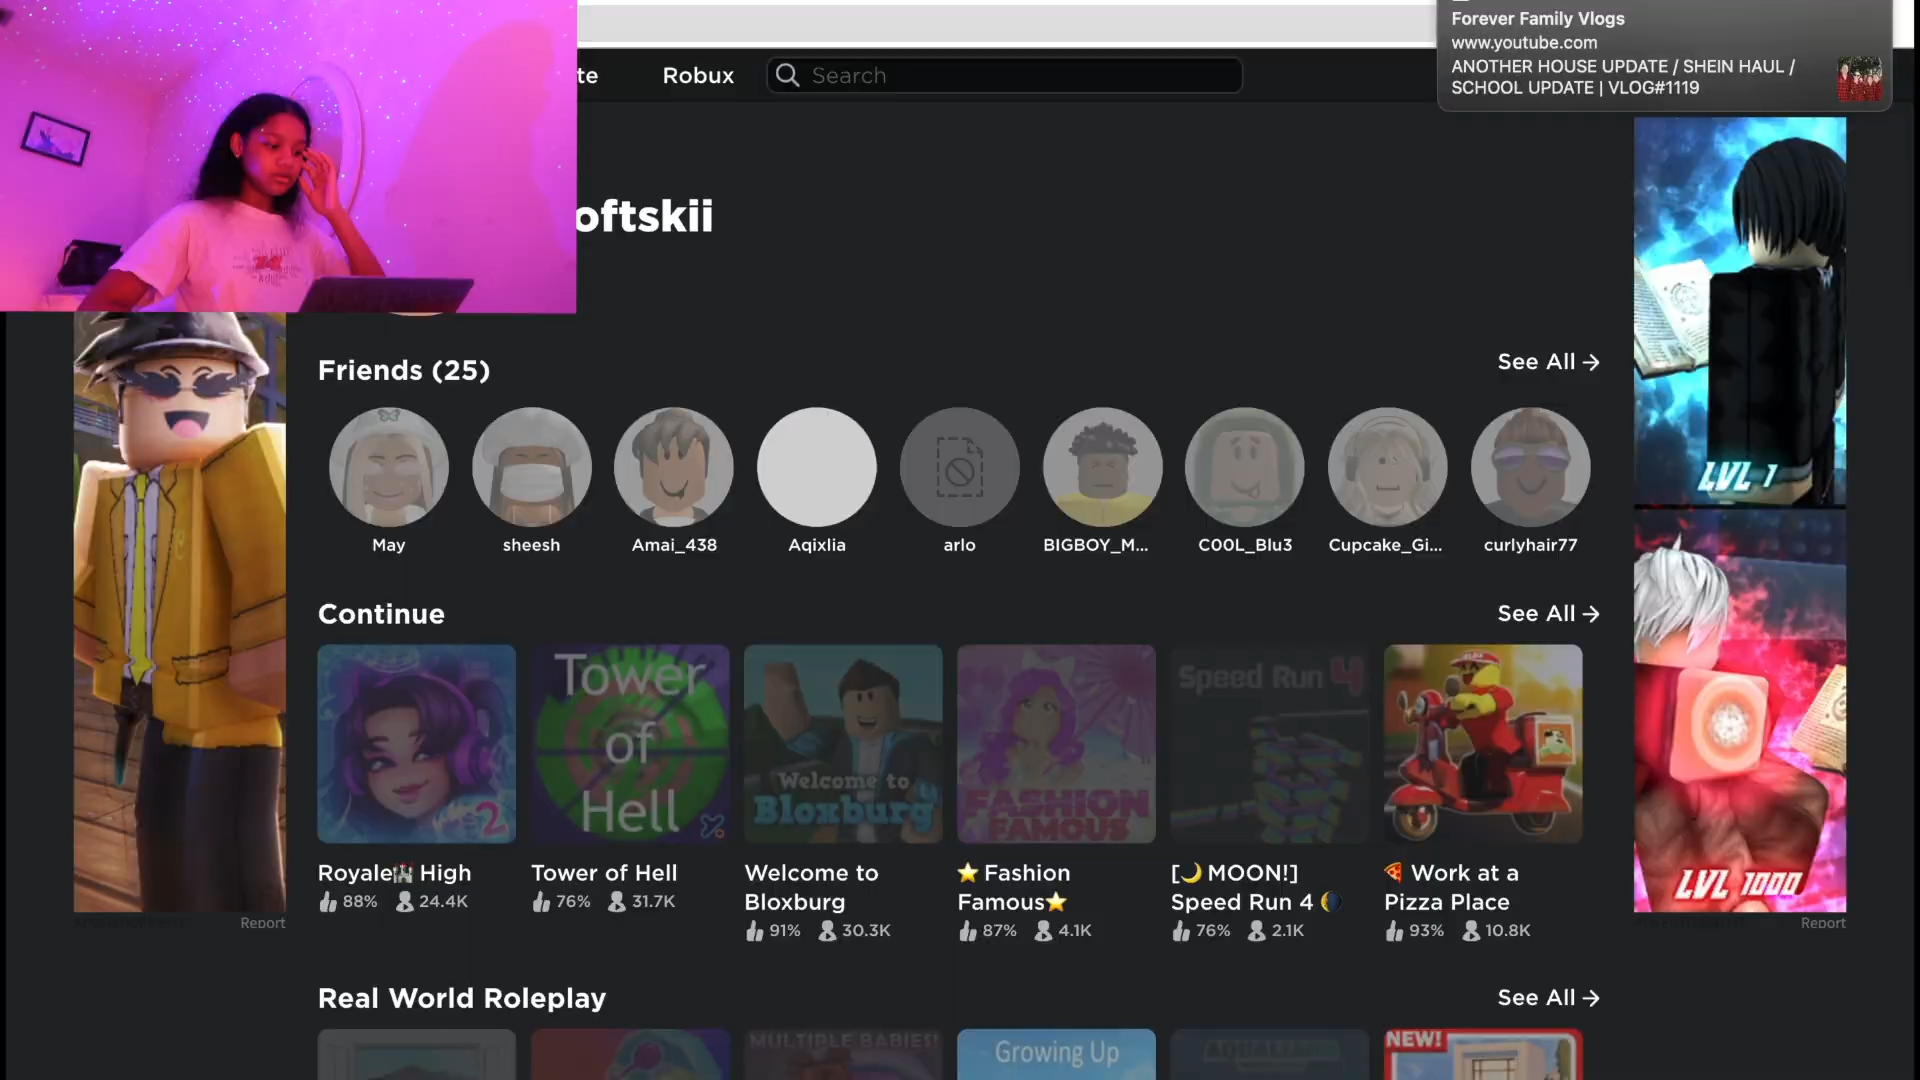 Forever Family Vlogs
www.youtube.com
ANOTHER HOUSE UPDATE / SHEIN HAUL /
SCHOOL UPDATE | VLOG#1119
te
Robux
Search
oftskii
Friends (25)
See All →
May
sheesh
Amai_438
Aqixlia
arlo
BIGBOY_M...
C00L_Blu3
Cupcake_Gi...
curlyhair77
LVL 1
LVL 1000
Continue
See All →
2
Tower
of
Hell
Welcome to
Bloxburg
FASHION
FAMOUS
Speed Run 4
Royale🏰 High
88% 24.4K
Tower of Hell
76% 31.7K
Welcome to
Bloxburg
91% 30.3K
⭐ Fashion
Famous⭐
87% 4.1K
[🌙 MOON!]
Speed Run 4 🌘
76% 2.1K
🍕 Work at a
Pizza Place
93% 10.8K
Report
Report
Real World Roleplay
See All →
MULTIPLE BABIES!
Growing Up
NEW!